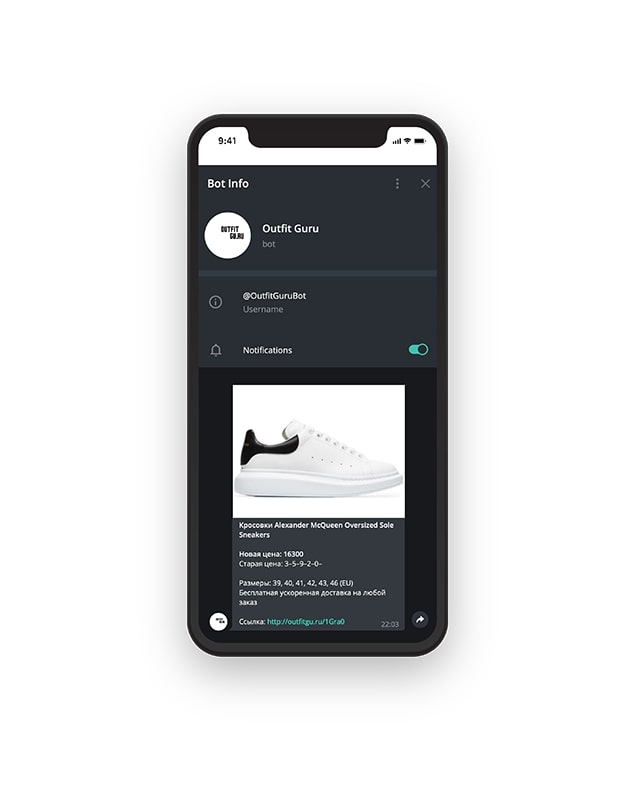 9:41
Bot Info
OUTFIT
GU.RU
Outfit Guru
bot
@OutfitGuruBot
Username
Notifications
Кросовки Alexander McQueen Oversized Sole
Sneakers
Новая цена: 16300
Старая цена: 3–5–9–2–0–
Размеры: 39, 40, 41, 42, 43, 46 (EU)
Бесплатная ускоренная доставка на любой
заказ
Ссылка: http://outfitgu.ru/1Gra0
22:03